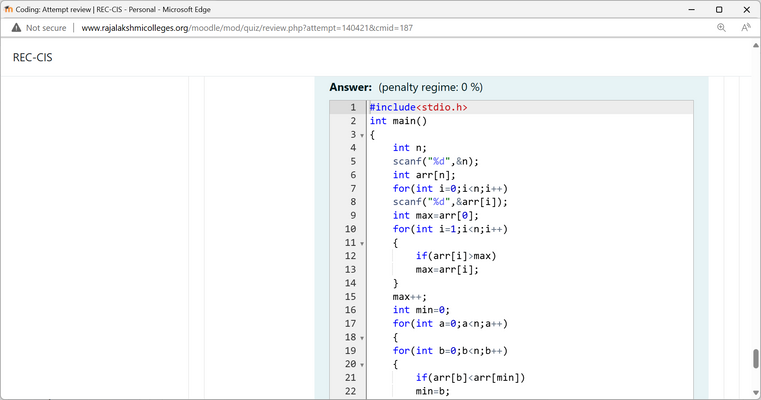 Coding: Attempt review | REC-CIS - Personal - Microsoft Edge
Not secure | www.rajalakshmicolleges.org/moodle/mod/quiz/review.php?attempt=140421&cmid=187
REC-CIS
Answer: (penalty regime: 0 %)
1 #include<stdio.h>
2 int main()
3 {
4 int n;
5 scanf("%d",&n);
6 int arr[n];
7 for(int i=0;i<n;i++)
8 scanf("%d",&arr[i]);
9 int max=arr[0];
10 for(int i=1;i<n;i++)
11 {
12 if(arr[i]>max)
13 max=arr[i];
14 }
15 max++;
16 int min=0;
17 for(int a=0;a<n;a++)
18 {
19 for(int b=0;b<n;b++)
20 {
21 if(arr[b]<arr[min])
22 min=b;